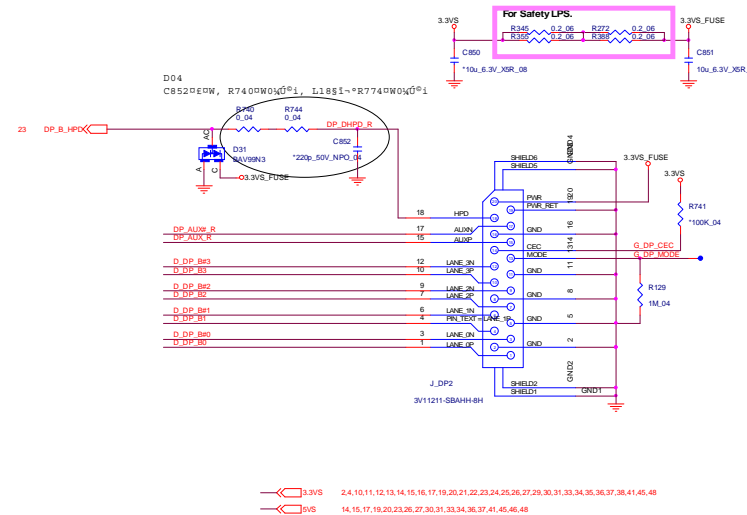 For Safety LPS.
3.3VS
3.3VS_FUSE
R345 0.2_06 R272 0.2_06
R355 0.2_06 R388 0.2_06
C850
*10u_6.3V_X5R_08
C851
10u_6.3V_X5R_
D04
R740
0_04
R744
0_04
DP_DHPD_R
23 DP_B_HPD
AC
D31
BAV99N3
A
C
3.3VS_FUSE
C852
*220p_50V_NPO_04
SHIELD6
SHIELD5
3.3VS_FUSE
3.3VS
PWR 20
PWR_RET 19
R741
*100K_04
18 HPD
DP_AUX#_R 17 AUXN
GND 16
DP_AUX_R 15 AUXP
CEC 13 G_DP_CEC
MODE 14 G_DP_MODE
D_DP_B#3 12 LANE_3N
GND 11
D_DP_B3 10 LANE_3P
D_DP_B#2 9 LANE_2N
GND 8
D_DP_B2 7 LANE_2P
R129
1M_04
D_DP_B#1 6 LANE_1N
GND 5
D_DP_B1 4 PIN_TEXT = LANE_1P
D_DP_B#0 3 LANE_0N
GND 2
D_DP_B0 1 LANE_0P
GND2
J_DP2
SHIELD2
SHIELD1
GND1
3V11211-SBAHH-8H
3.3VS 2,4,10,11,12,13,14,15,16,17,19,20,21,22,23,24,25,26,27,29,30,31,33,34,35,36,37,38,41,45,48
5VS 14,15,17,19,20,23,26,27,30,31,33,34,36,37,41,45,46,48